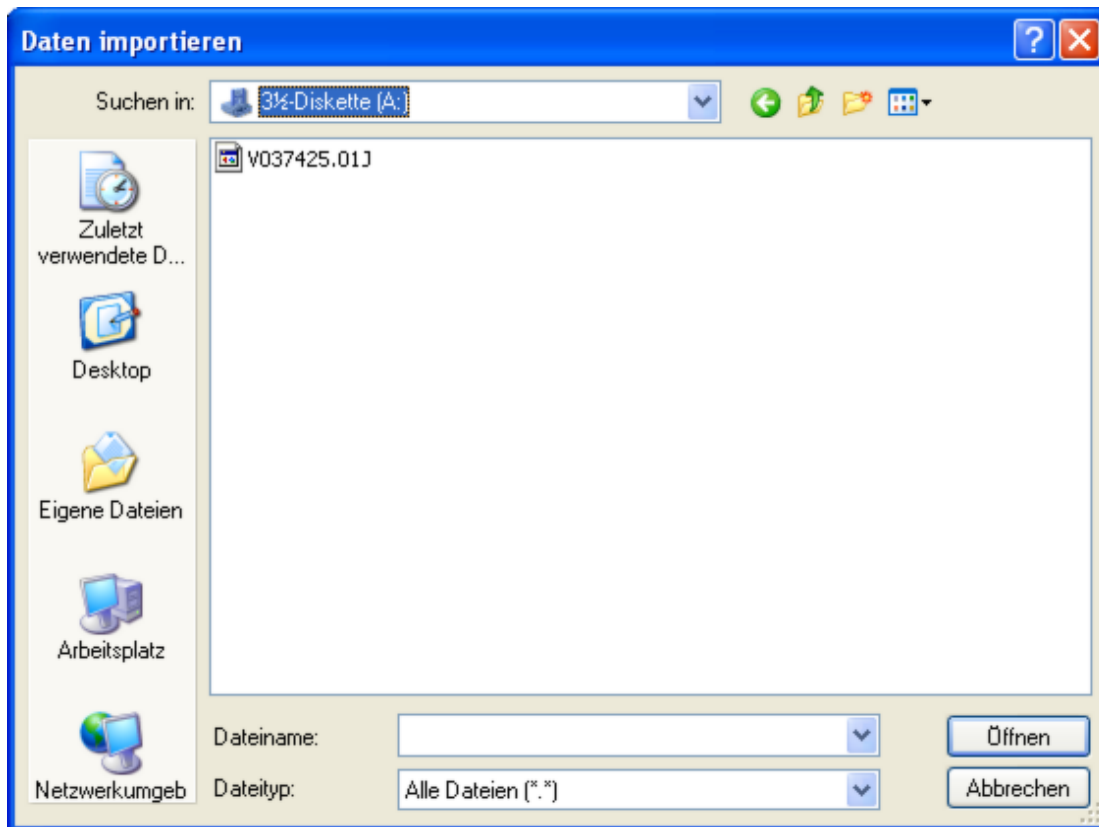 Daten importieren
Suchen in:
3½-Diskette (A:)
V037425.01J
Zuletzt
verwendete D...
Desktop
Eigene Dateien
Arbeitsplatz
Netzwerkumgeb
Dateiname:
Öffnen
Dateityp:
Alle Dateien (*.*)
Abbrechen